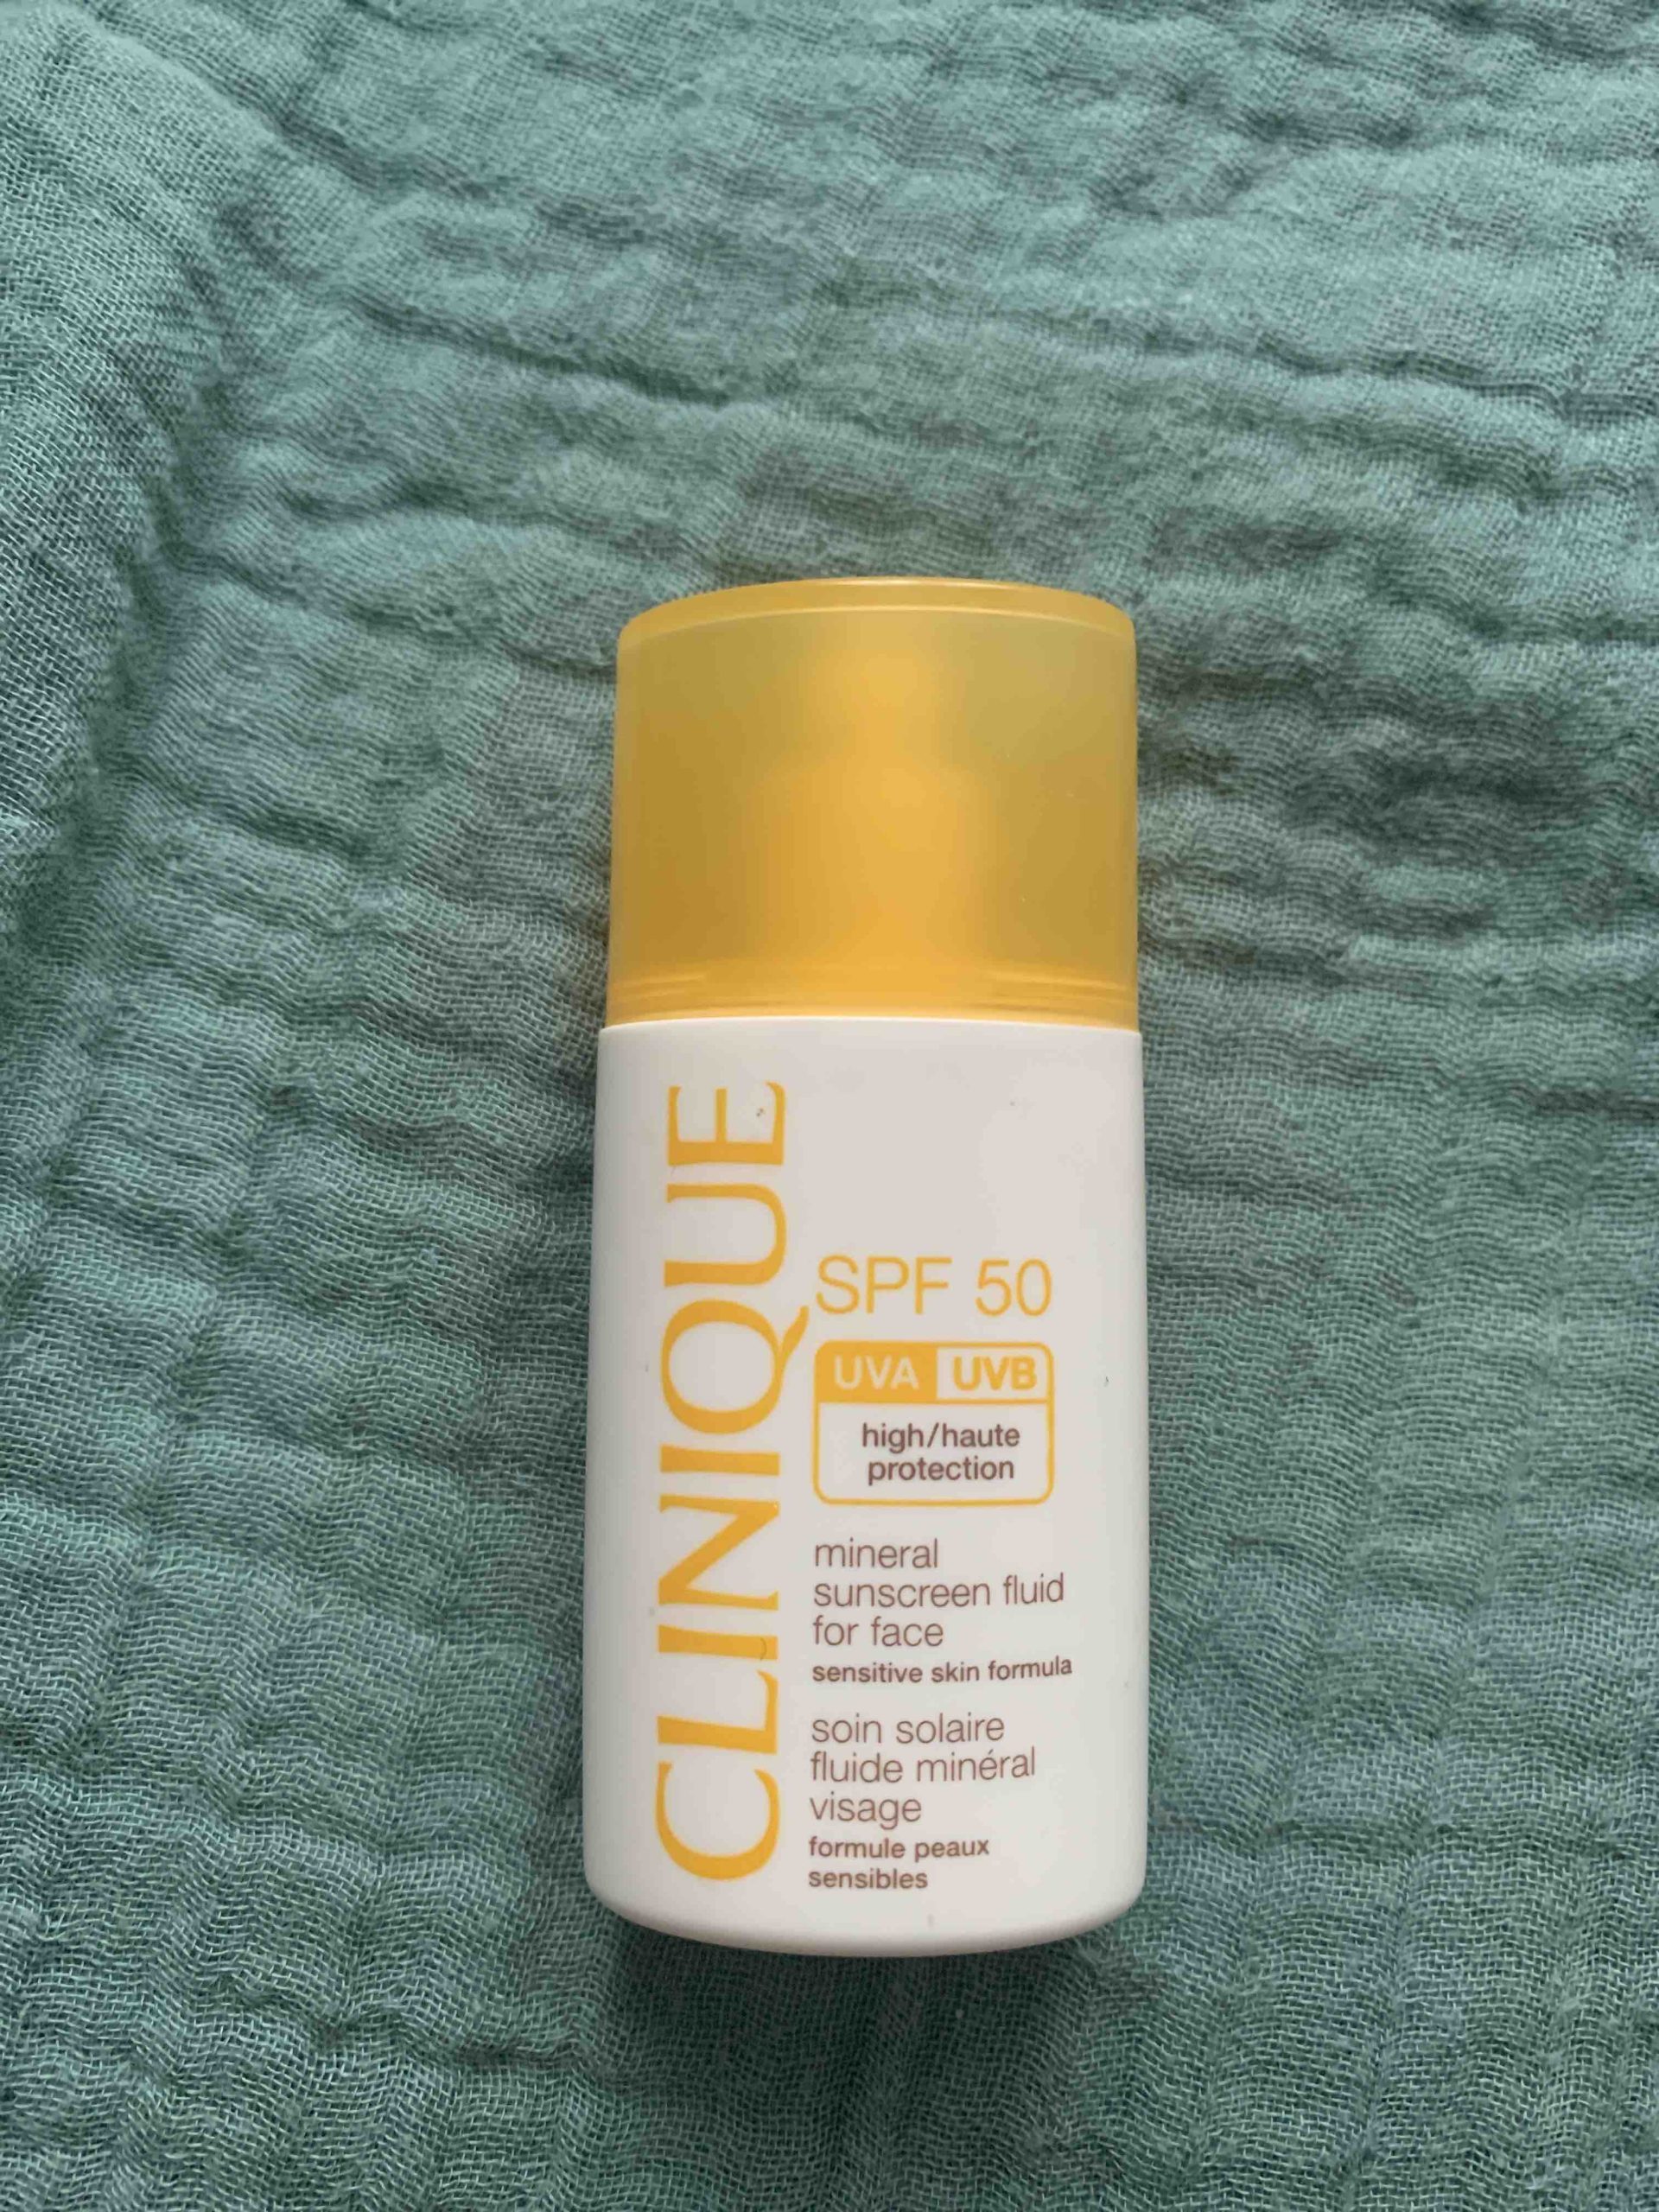 CLINIQUE
SPF 50
UVA UVB
high/haute
protection
mineral
sunscreen fluid
for face
sensitive skin formula
soin solaire
fluide minéral
visage
formule peaux
sensibles